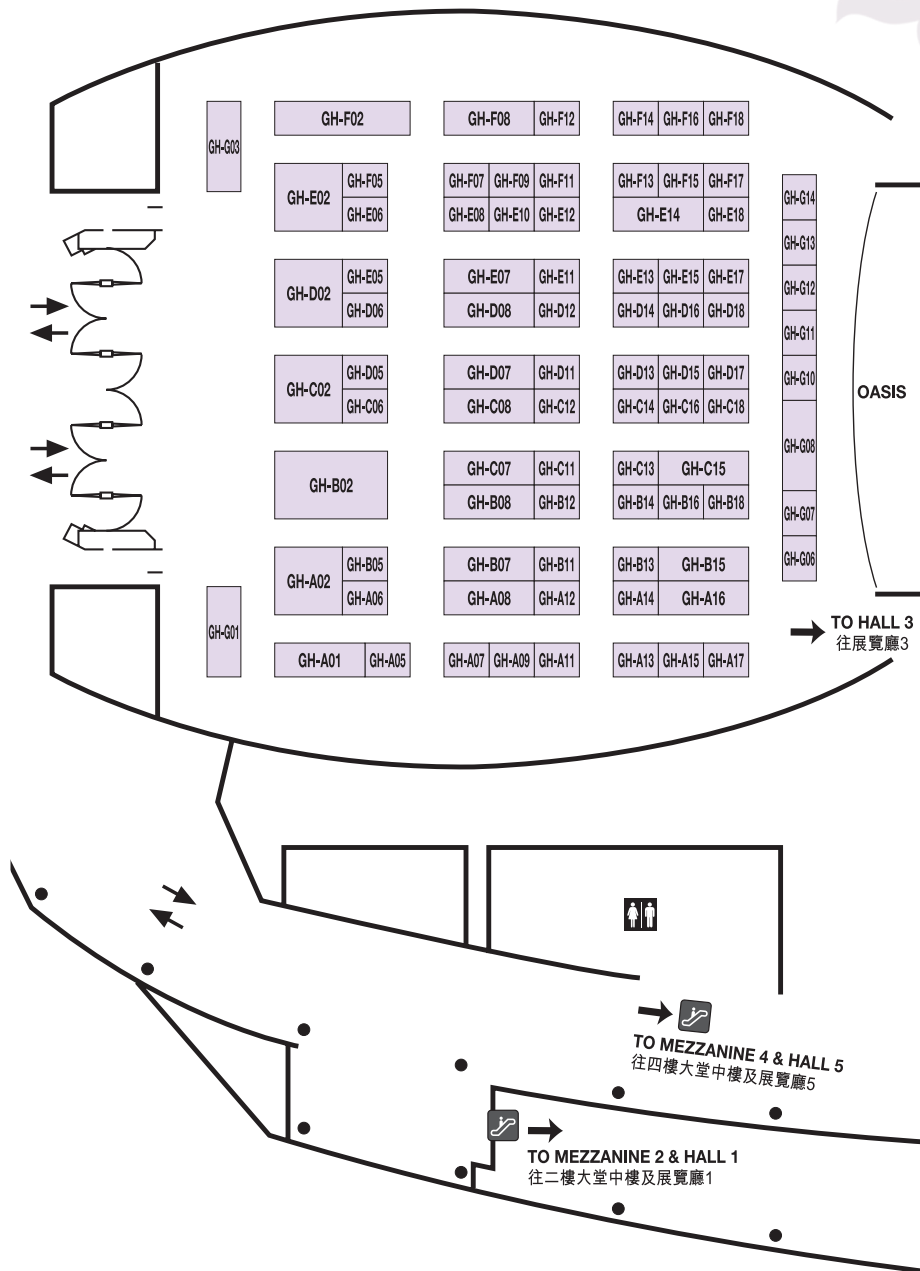 GH-F02 GH-F08 GH-F12 GH-F14 GH-F16 GH-F18
GH-G03
GH-E02 GH-F05 GH-F07 GH-F09 GH-F11 GH-F13 GH-F15 GH-F17
GH-E06 GH-E08 GH-E10 GH-E12 GH-E14 GH-E18
GH-G14
GH-G13
GH-D02 GH-E05 GH-E07 GH-E11 GH-E13 GH-E15 GH-E17
GH-D06 GH-D08 GH-D12 GH-D14 GH-D16 GH-D18
GH-G12
GH-G11
GH-C02 GH-D05 GH-D07 GH-D11 GH-D13 GH-D15 GH-D17
GH-C06 GH-C08 GH-C12 GH-C14 GH-C16 GH-C18
GH-G10
OASIS
GH-G08
GH-B02 GH-C07 GH-C11 GH-C13 GH-C15
GH-B08 GH-B12 GH-B14 GH-B16 GH-B18
GH-G07
GH-G06
GH-A02 GH-B05 GH-B07 GH-B11 GH-B13 GH-B15
GH-A06 GH-A08 GH-A12 GH-A14 GH-A16
GH-G01
TO HALL 3
往展覽廳3
GH-A01 GH-A05 GH-A07 GH-A09 GH-A11 GH-A13 GH-A15 GH-A17
TO MEZZANINE 4 & HALL 5
往四樓大堂中樓及展覽廳5
TO MEZZANINE 2 & HALL 1
往二樓大堂中樓及展覽廳1